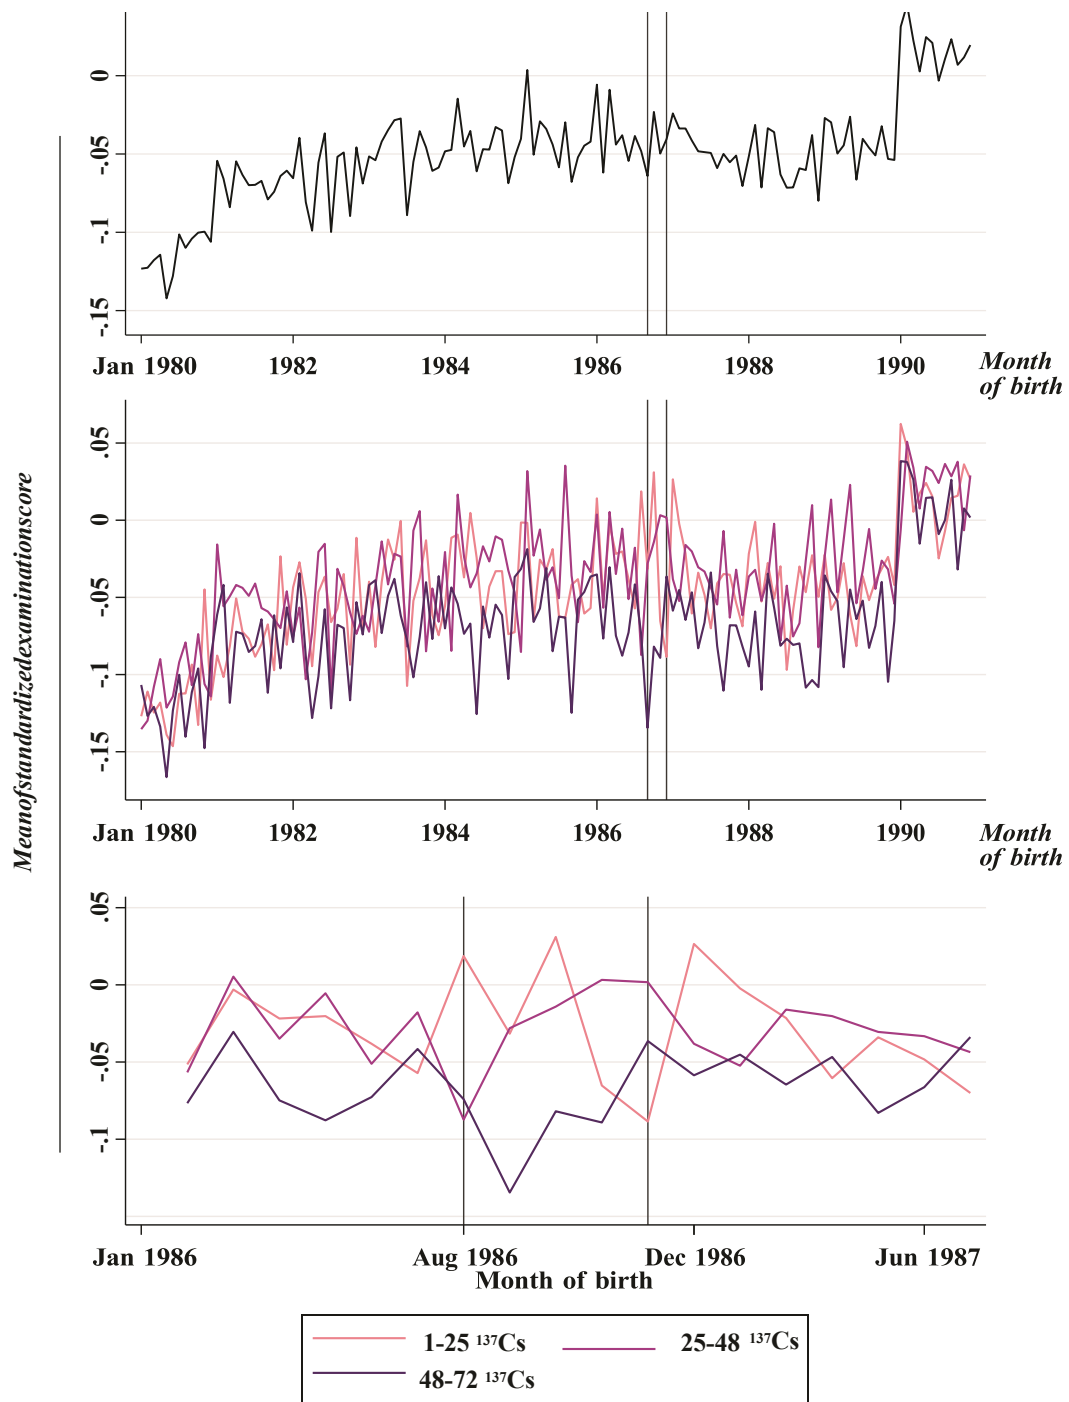 0
-.05
-.1
-.15
Jan 1980 1982 1984 1986 1988 1990 Month
of birth
.05
0
-.05
-.1
-.15
Jan 1980 1982 1984 1986 1988 1990 Month
of birth
Meanofstandardizedexaminationscore
.05
0
-.05
-.1
Jan 1986 Aug 1986 Dec 1986 Jun 1987
Month of birth
1-25 ¹³⁷Cs 25-48 ¹³⁷Cs
48-72 ¹³⁷Cs